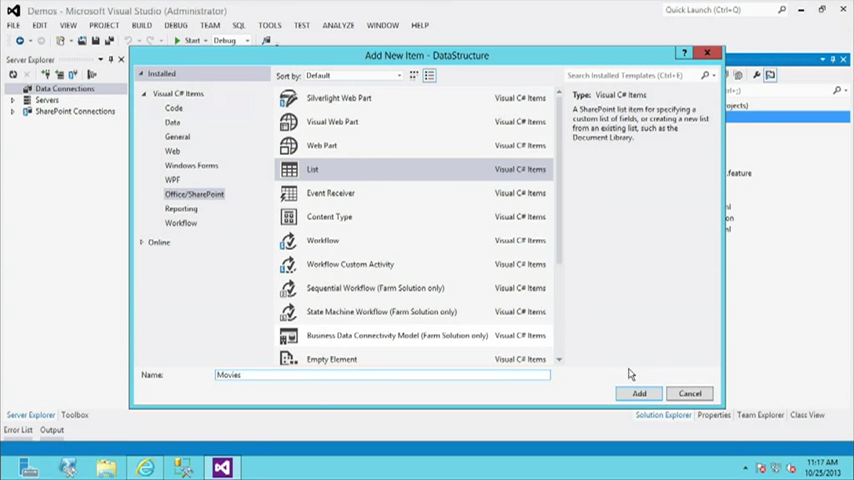 Demos - Microsoft Visual Studio (Administrator)
Quick Launch (Ctrl+Q)
FILE EDIT VIEW PROJECT BUILD DEBUG TEAM SQL TOOLS TEST ANALYZE WINDOW HELP
Start Debug
Server Explorer
Data Connections
Servers
SharePoint Connections
Add New Item - DataStructure
Installed
Sort by: Default
Search Installed Templates (Ctrl+E)
Visual C# Items
Code
Data
General
Web
Windows Forms
WPF
Office/SharePoint
Reporting
Workflow
Online
Silverlight Web Part Visual C# Items
Visual Web Part Visual C# Items
Web Part Visual C# Items
List Visual C# Items
Event Receiver Visual C# Items
Content Type Visual C# Items
Workflow Visual C# Items
Workflow Custom Activity Visual C# Items
Sequential Workflow (Farm Solution only) Visual C# Items
State Machine Workflow (Farm Solution only) Visual C# Items
Business Data Connectivity Model (Farm Solution only) Visual C# Items
Empty Element Visual C# Items
Type: Visual C# Items
A SharePoint list item for specifying a
custom list of fields, or creating a new list
from an existing list, such as the
Document Library.
rojects)
.feature
Name: Movies
Add Cancel
Server Explorer Toolbox
Solution Explorer Properties Team Explorer Class View
Error List Output
11:17 AM
10/25/2013